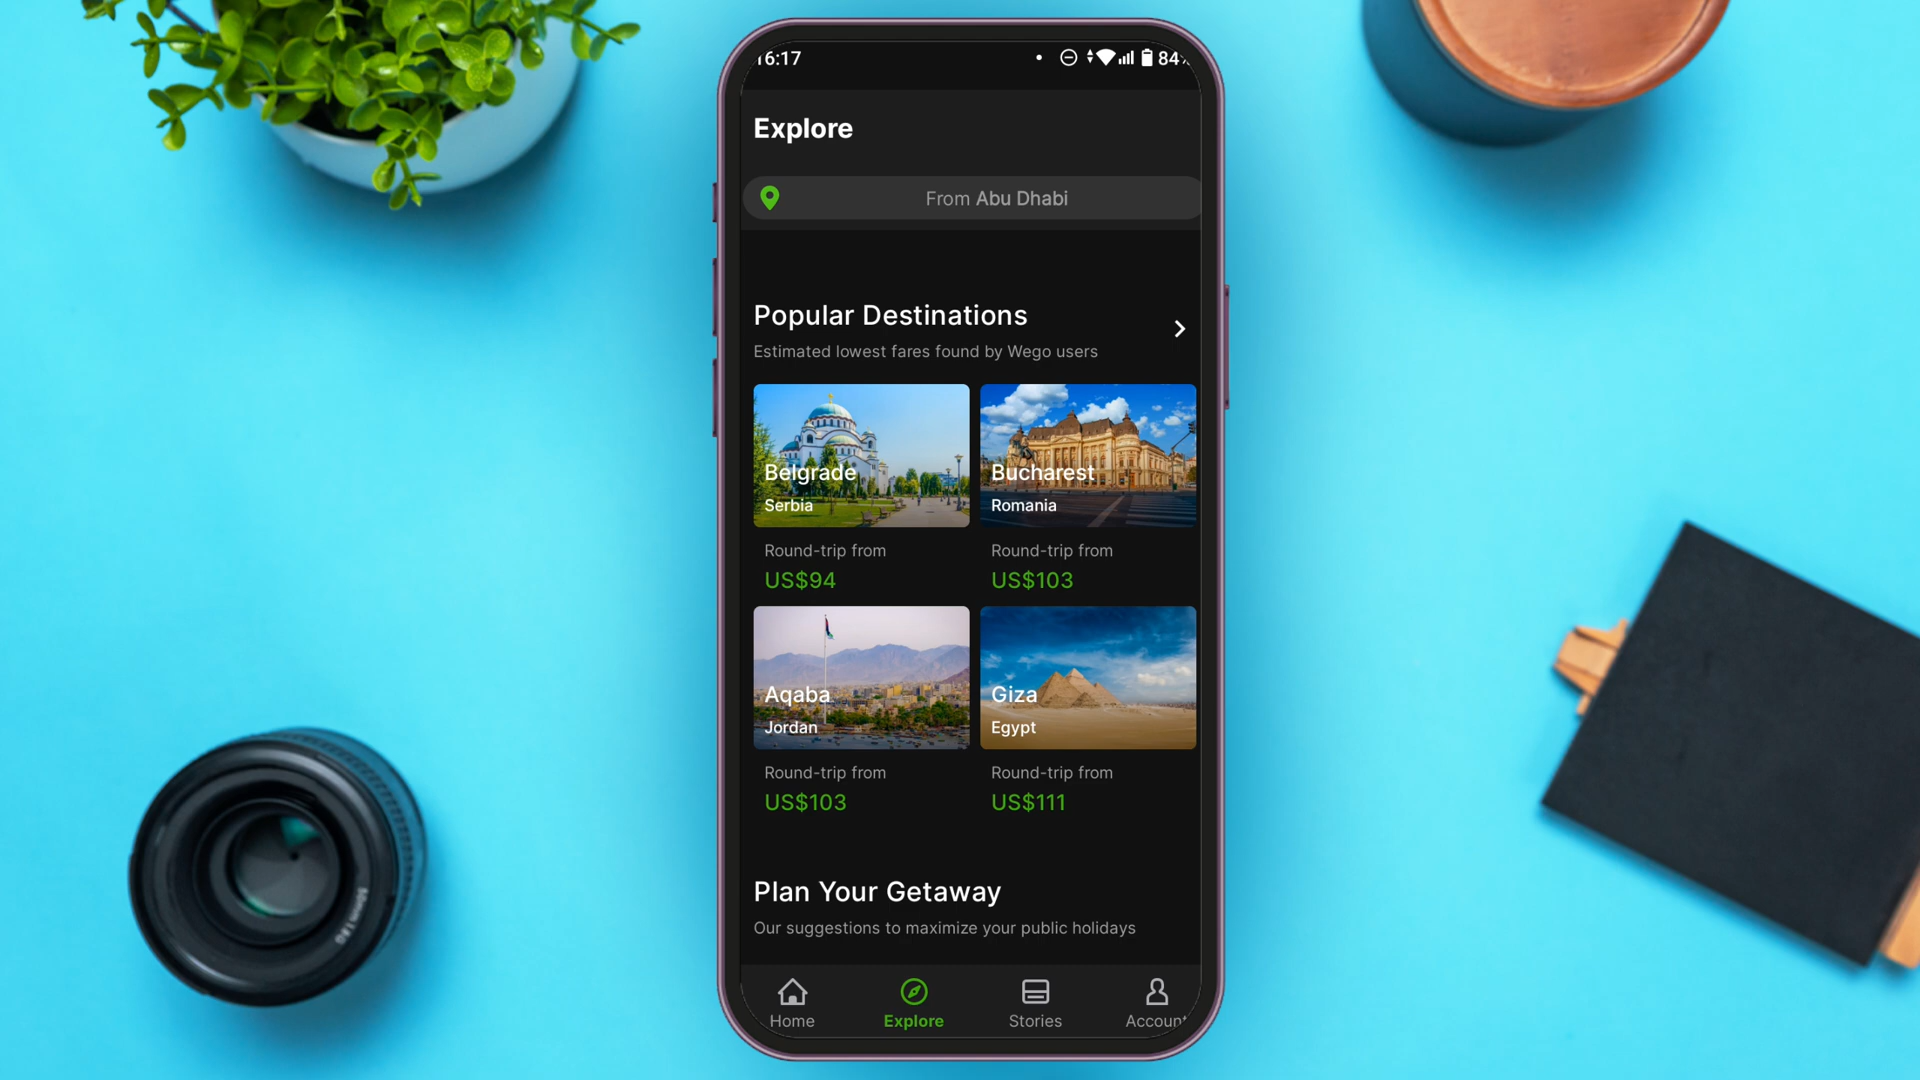 16:17
84%
Explore
From Abu Dhabi
Popular Destinations
Estimated lowest fares found by Wego users
Belgrade
Serbia
Bucharest
Romania
Round-trip from
US$94
Round-trip from
US$103
Aqaba
Jordan
Giza
Egypt
Round-trip from
US$103
Round-trip from
US$111
Plan Your Getaway
Our suggestions to maximize your public holidays
Home
Explore
Stories
Account